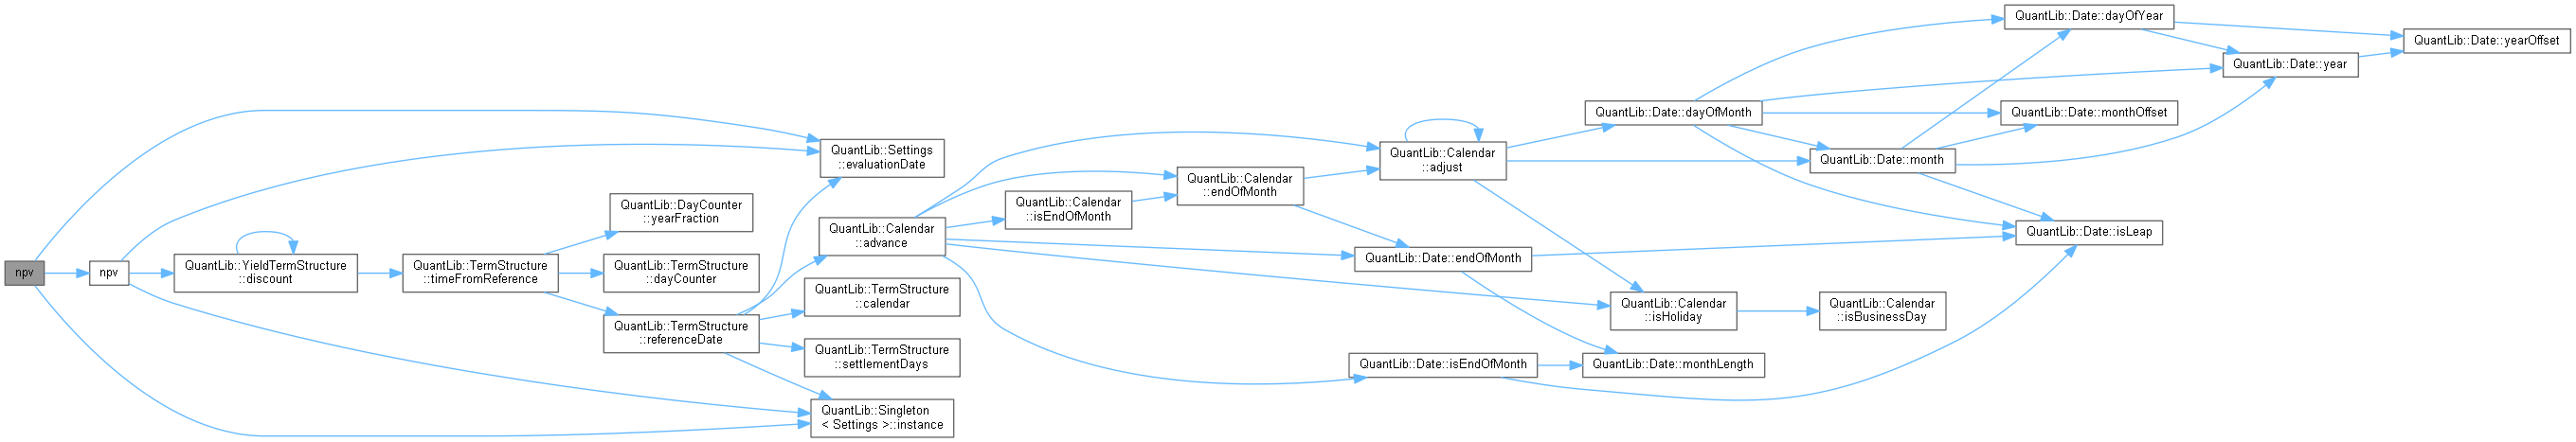 npv
npv
QuantLib::YieldTermStructure
::discount
QuantLib::TermStructure
::timeFromReference
QuantLib::DayCounter
::yearFraction
QuantLib::TermStructure
::dayCounter
QuantLib::TermStructure
::referenceDate
QuantLib::Settings
::evaluationDate
QuantLib::Calendar
::advance
QuantLib::TermStructure
::calendar
QuantLib::TermStructure
::settlementDays
QuantLib::Singleton
< Settings >::instance
QuantLib::Calendar
::isEndOfMonth
QuantLib::Calendar
::endOfMonth
QuantLib::Calendar
::adjust
QuantLib::Date::endOfMonth
QuantLib::Date::isEndOfMonth
QuantLib::Date::dayOfMonth
QuantLib::Calendar
::isHoliday
QuantLib::Date::monthLength
QuantLib::Date::month
QuantLib::Calendar
::isBusinessDay
QuantLib::Date::dayOfYear
QuantLib::Date::monthOffset
QuantLib::Date::isLeap
QuantLib::Date::year
QuantLib::Date::yearOffset